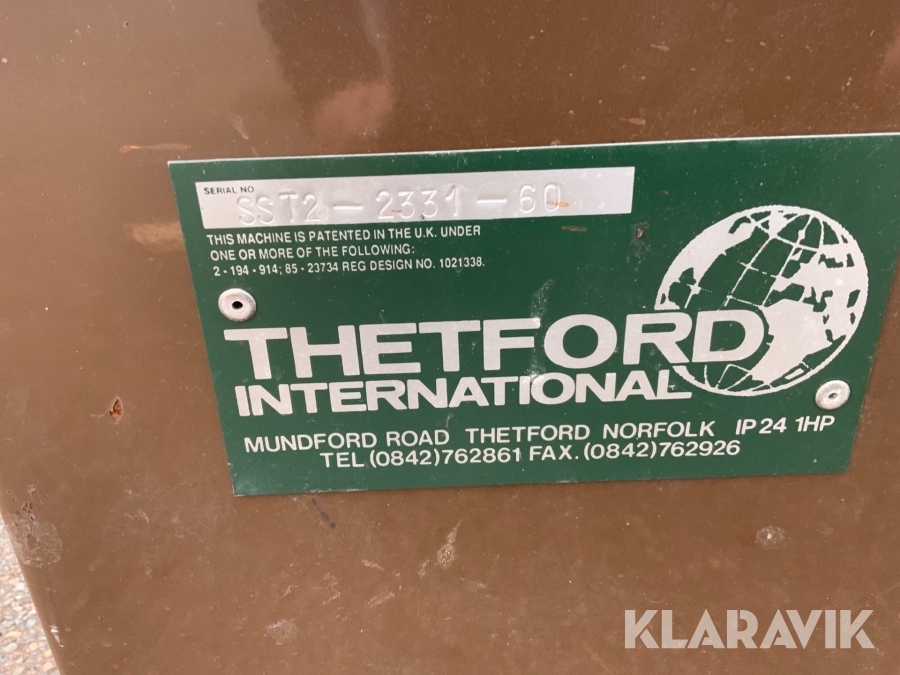 SERIAL NO
SST2-2331-60
THIS MACHINE IS PATENTED IN THE U.K. UNDER
ONE OR MORE OF THE FOLLOWING:
2 - 194 - 914; 85 - 23734 REG DESIGN NO. 1021338.
THETFORD
INTERNATIONAL
MUNDFORD ROAD THETFORD NORFOLK IP24 1HP
TEL (0842)762861 FAX. (0842)762926
KLARAVIK